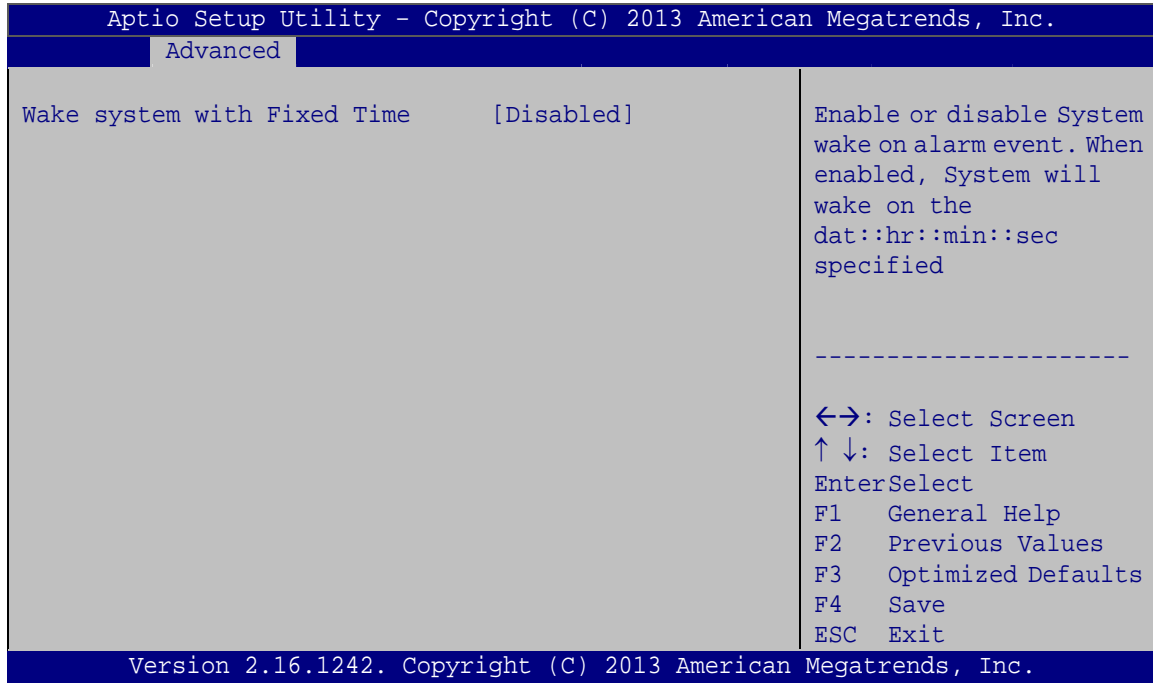 Aptio Setup Utility – Copyright (C) 2013 American Megatrends, Inc.
Advanced
Wake system with Fixed Time [Disabled]
Enable or disable System
wake on alarm event. When
enabled, System will
wake on the
dat::hr::min::sec
specified
----------------------
←→: Select Screen
↑ ↓: Select Item
EnterSelect
F1 General Help
F2 Previous Values
F3 Optimized Defaults
F4 Save
ESC Exit
Version 2.16.1242. Copyright (C) 2013 American Megatrends, Inc.